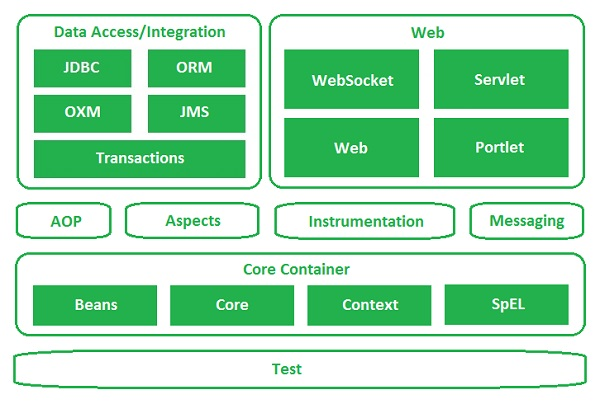 Data Access/Integration
JDBC
ORM
OXM
JMS
Transactions
Web
WebSocket
Servlet
Web
Portlet
AOP
Aspects
Instrumentation
Messaging
Core Container
Beans
Core
Context
SpEL
Test